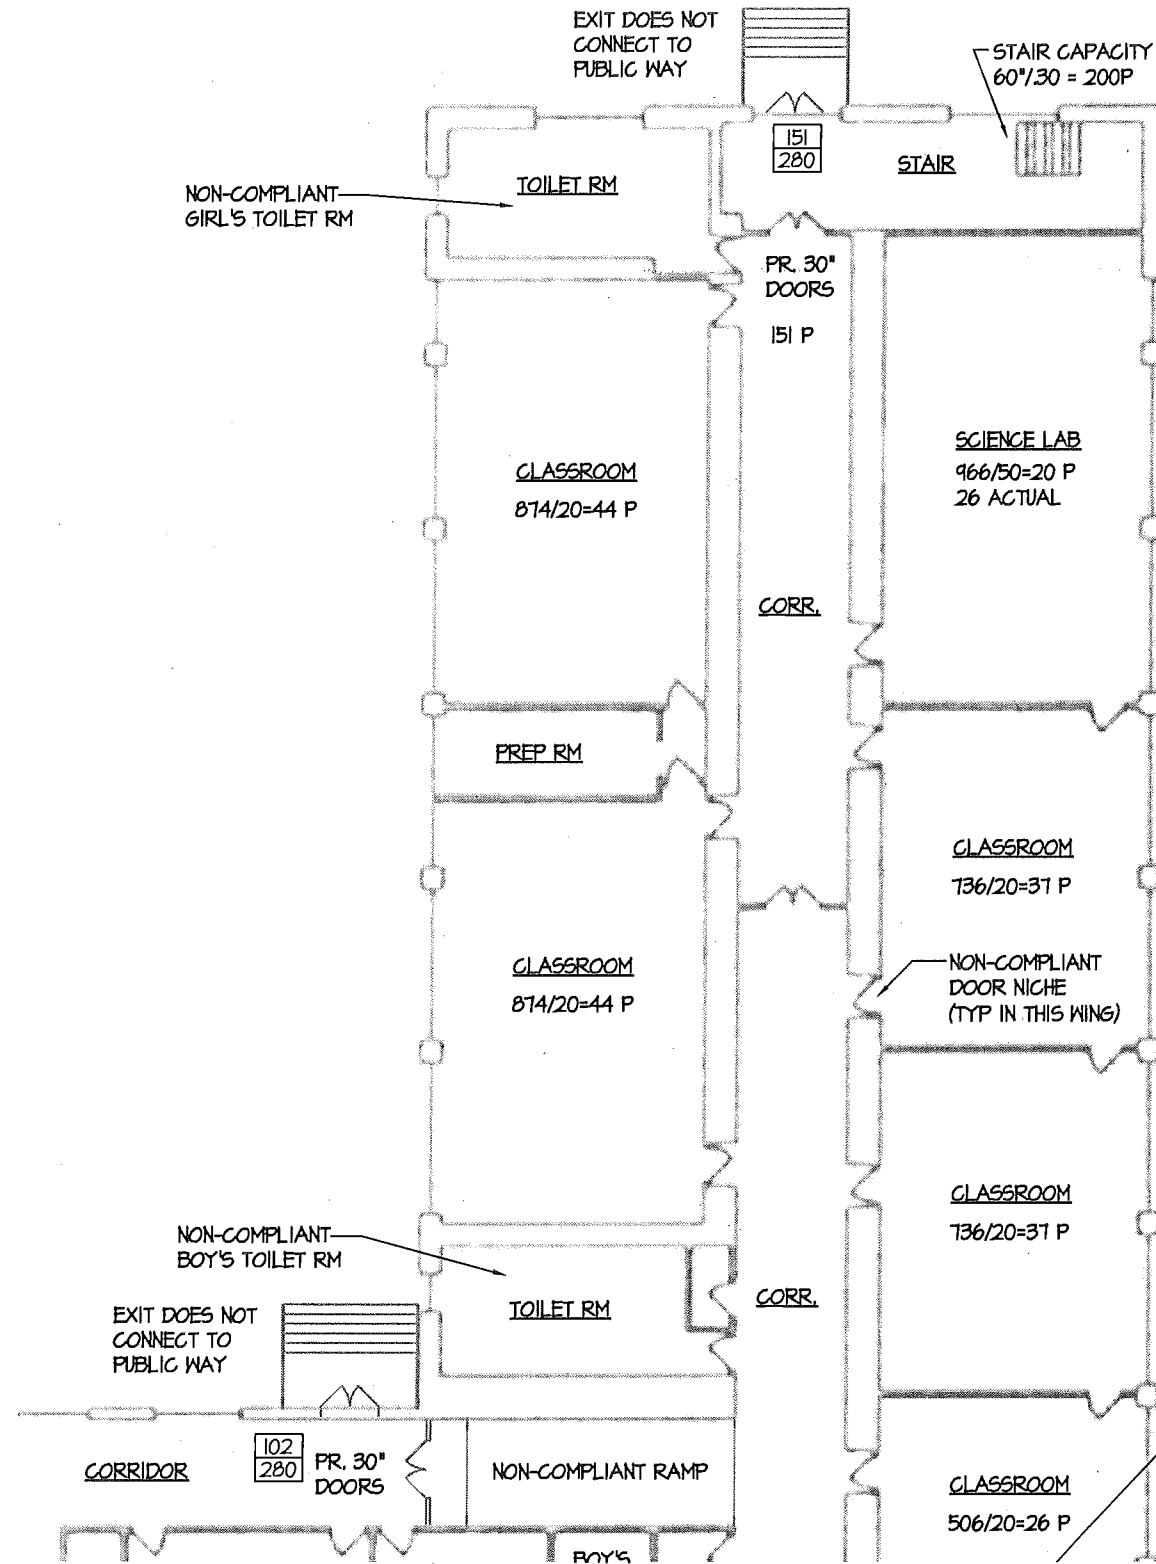 EXIT DOES NOT
CONNECT TO
PUBLIC WAY
STAIR CAPACITY
60"/.30 = 200P
151
280
STAIR
TOILET RM
NON-COMPLIANT
GIRL'S TOILET RM
PR. 30"
DOORS
151 P
CLASSROOM
874/20=44 P
SCIENCE LAB
966/50=20 P
26 ACTUAL
CORR.
PREP RM
CLASSROOM
736/20=37 P
CLASSROOM
874/20=44 P
NON-COMPLIANT
DOOR NICHE
(TYP IN THIS WING)
CLASSROOM
736/20=37 P
NON-COMPLIANT
BOY'S TOILET RM
TOILET RM
CORR.
EXIT DOES NOT
CONNECT TO
PUBLIC WAY
CORRIDOR
102
280
PR. 30"
DOORS
NON-COMPLIANT RAMP
CLASSROOM
506/20=26 P
BOY'S